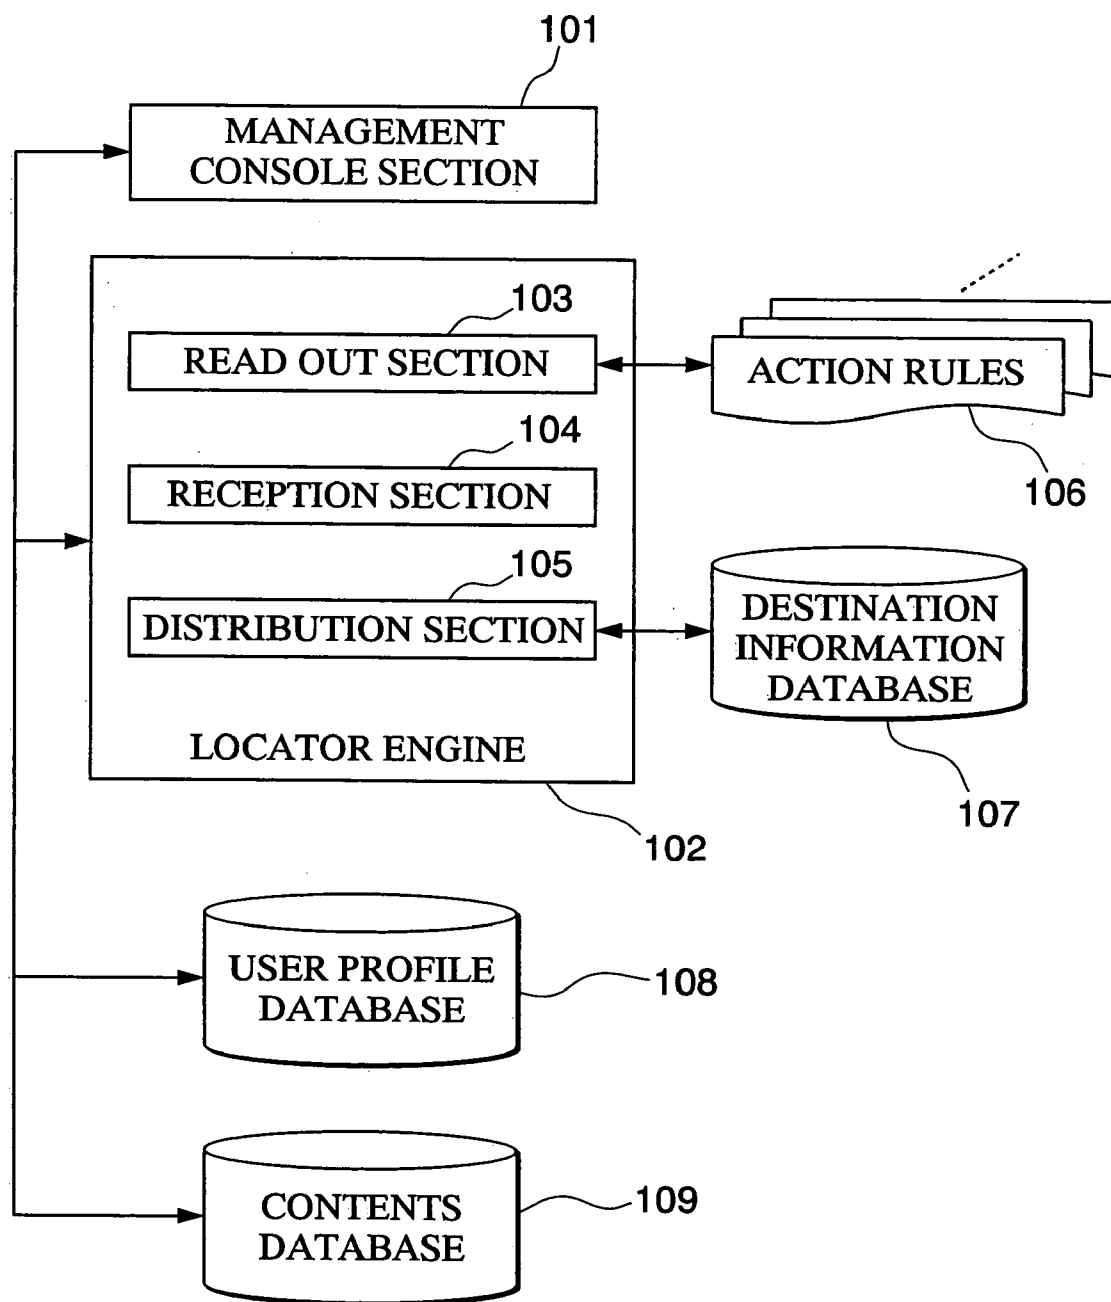 101
MANAGEMENT
CONSOLE SECTION
103
READ OUT SECTION
ACTION RULES
104
RECEPTION SECTION
106
105
DISTRIBUTION SECTION
DESTINATION
INFORMATION
DATABASE
LOCATOR ENGINE
107
102
USER PROFILE
DATABASE
108
CONTENTS
DATABASE
109